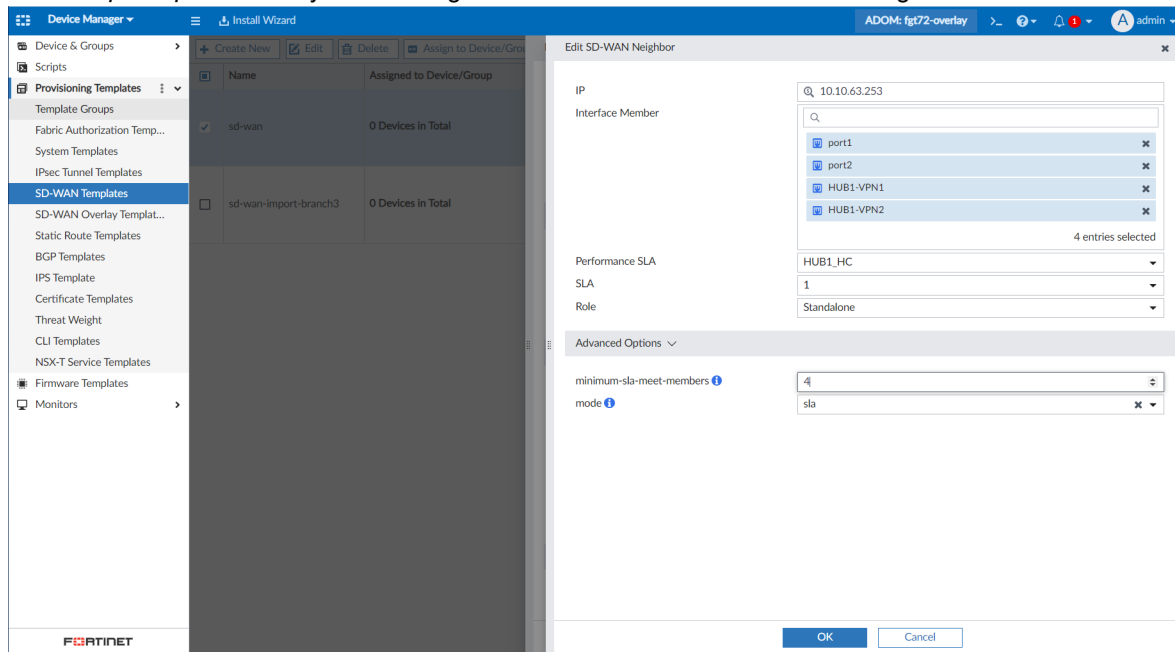 Device Manager
Install Wizard
ADOM: fgt72-overlay
>_
?
1
A admin
Device & Groups
Scripts
Provisioning Templates
Template Groups
Fabric Authorization Temp...
System Templates
IPsec Tunnel Templates
SD-WAN Templates
SD-WAN Overlay Templat...
Static Route Templates
BGP Templates
IPS Template
Certificate Templates
Threat Weight
CLI Templates
NSX-T Service Templates
Firmware Templates
Monitors
FORTINET
+ Create New Edit Delete Assign to Device/Grou
Name Assigned to Device/Group
sd-wan 0 Devices in Total
sd-wan-import-branch3 0 Devices in Total
Edit SD-WAN Neighbor
IP 10.10.63.253
Interface Member
port1
port2
HUB1-VPN1
HUB1-VPN2
4 entries selected
Performance SLA HUB1_HC
SLA 1
Role Standalone
Advanced Options
minimum-sla-meet-members 4
mode sla
OK Cancel